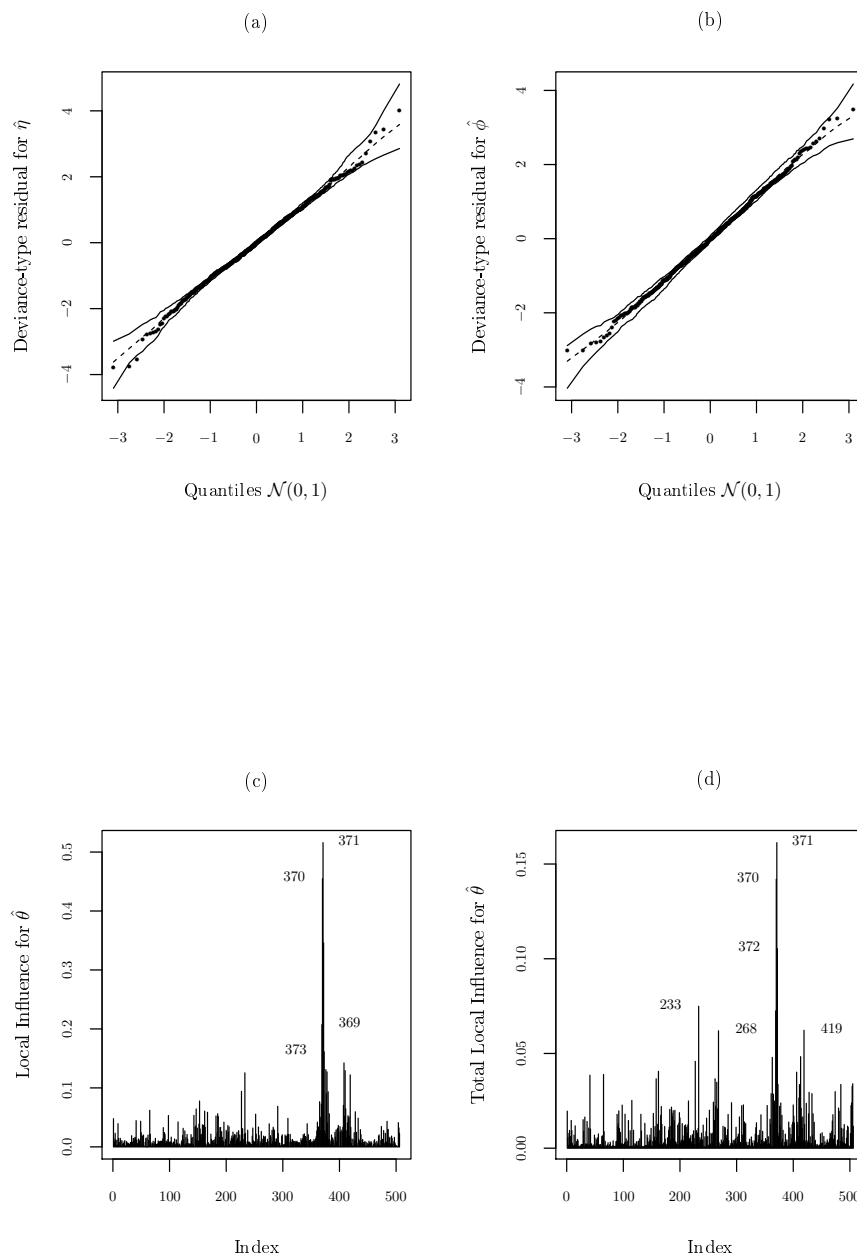 (a)
Deviance-type residual for η̂
4
2
0
−2
−4
−3 −2 −1 0 1 2 3
Quantiles 𝒩(0, 1)
(b)
Deviance-type residual for ϕ̂
4
2
0
−2
−4
−3 −2 −1 0 1 2 3
Quantiles 𝒩(0, 1)
(c)
Local Influence for θ̂
0.5
0.4
0.3
0.2
0.1
0.0
371
370
369
373
0 100 200 300 400 500
Index
(d)
Total Local Influence for θ̂
0.15
0.10
0.05
0.00
371
370
372
233
268
419
0 100 200 300 400 500
Index